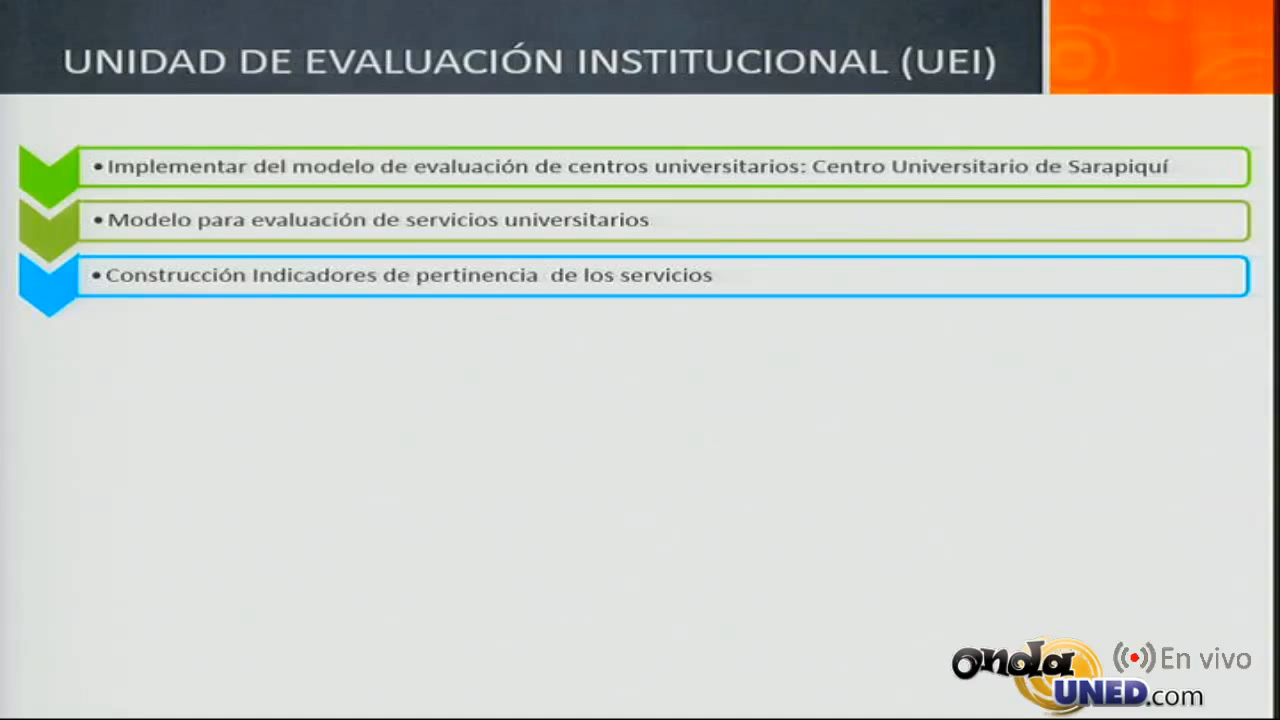 UNIDAD DE EVALUACIÓN INSTITUCIONAL (UEI)
• Implementar del modelo de evaluación de centros universitarios: Centro Universitario de Sarapiquí
• Modelo para evaluación de servicios universitarios
• Construcción Indicadores de pertinencia de los servicios
onda
En vivo
UNED.com